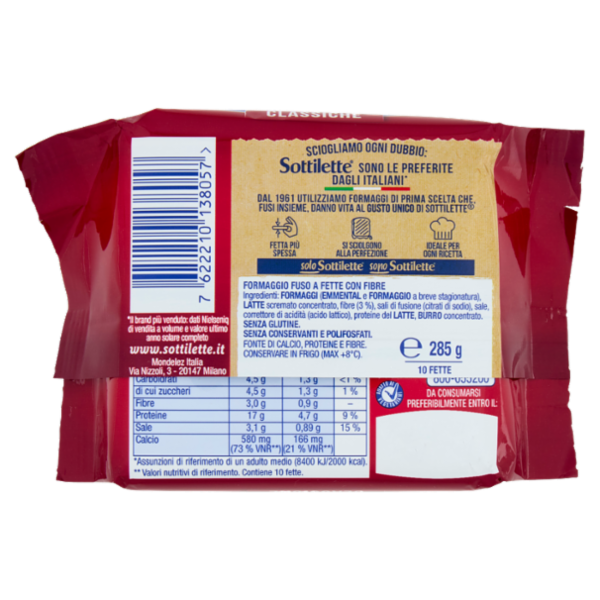 CLASSICHE
SCIOGLIAMO OGNI DUBBIO:
Sottilette® SONO LE PREFERITE
DAGLI ITALIANI*
DAL 1961 UTILIZZIAMO FORMAGGI DI PRIMA SCELTA CHE,
FUSI INSIEME, DANNO VITA AL GUSTO UNICO DI SOTTILETTE®
FETTA PIÙ
SPESSA
SI SCIOLGONO
ALLA PERFEZIONE
IDEALE PER
OGNI RICETTA
solo Sottilette® sono Sottilette®
7 622210 138057 >
FORMAGGIO FUSO A FETTE CON FIBRE
Ingredienti: FORMAGGI (EMMENTAL e FORMAGGIO a breve stagionatura),
LATTE scremato concentrato, fibre (3 %), sali di fusione (citrati di sodio), sale,
correttore di acidità (acido lattico), proteine del LATTE, BURRO concentrato.
SENZA GLUTINE.
SENZA CONSERVANTI E POLIFOSFATI.
FONTE DI CALCIO, PROTEINE E FIBRE.
CONSERVARE IN FRIGO (MAX +8°C).
e 285 g
10 FETTE
*Il brand più venduto: dati Nielseniq
di vendita a volume e valore ultimo
anno solare completo
www.sottilette.it
Mondelez Italia
Via Nizzoli, 3 - 20147 Milano
Carboidrati 4,5 g 1,3 g <1 %
di cui zuccheri 4,5 g 1,3 g 1 %
Fibre 3,0 g 0,9 g –
Proteine 17 g 4,7 g 9 %
Sale 3,1 g 0,89 g 15 %
Calcio 580 mg 166 mg
(73 % VNR**) (21 % VNR**)
*Assunzioni di riferimento di un adulto medio (8400 kJ/2000 kcal).
** Valori nutritivi di riferimento. Contiene 10 fette.
800-055200
DA CONSUMARSI
PREFERIBILMENTE ENTRO IL: